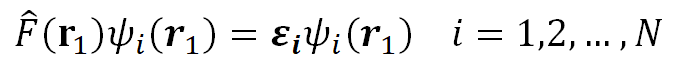 F̂(𝐫₁)ψᵢ(𝒓₁) = 𝜺ᵢψᵢ(𝒓₁) i = 1,2, … , N